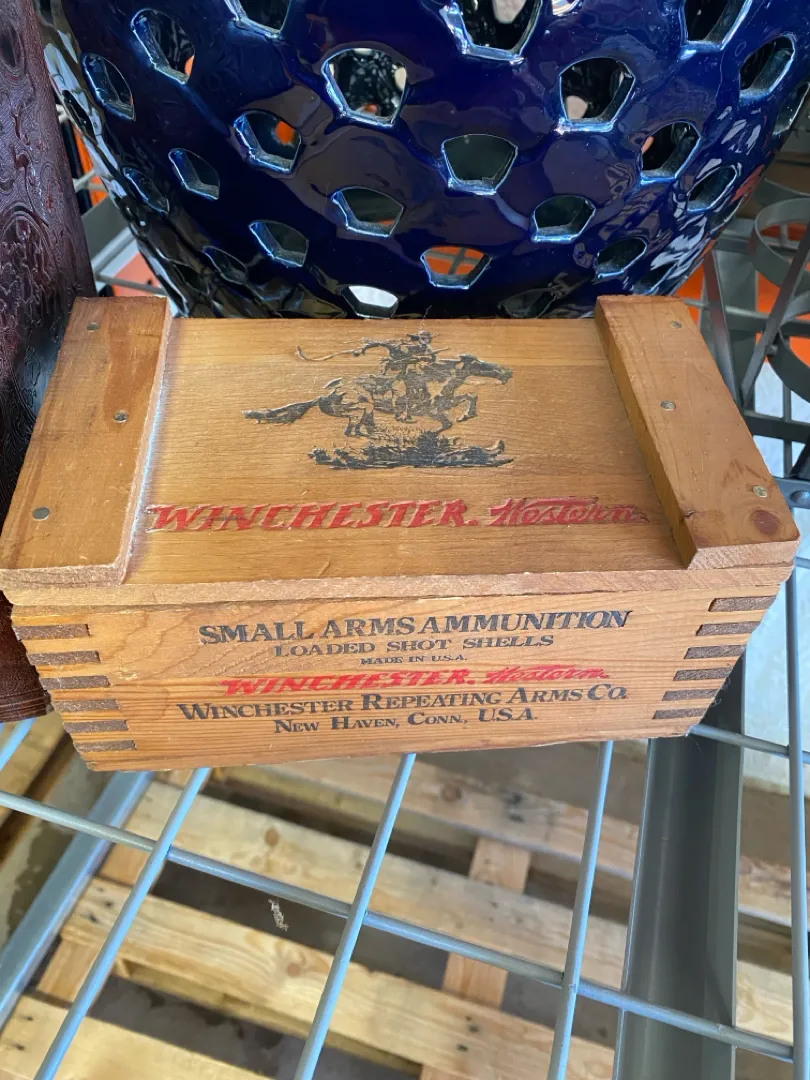 WINCHESTER. Western
SMALL ARMS AMMUNITION
LOADED SHOT SHELLS
MADE IN U.S.A.
WINCHESTER. Western
WINCHESTER REPEATING ARMS CO.
NEW HAVEN, CONN., U.S.A.